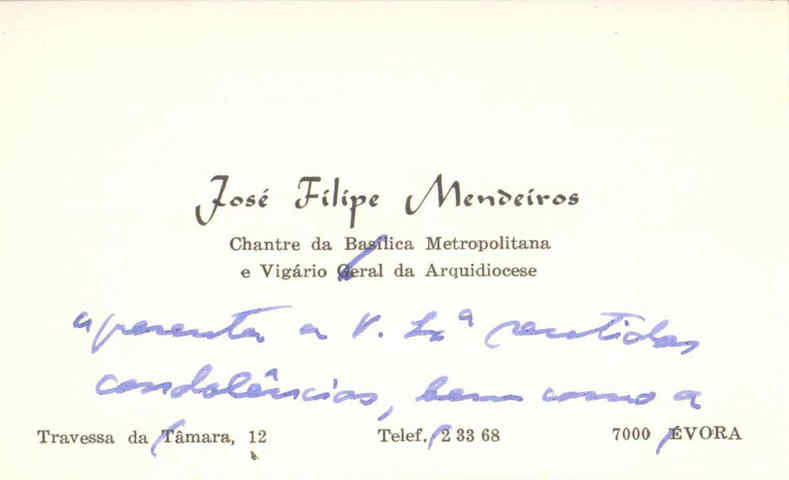 José Filipe Mendeiros
Chantre da Basílica Metropolitana
e Vigário Geral da Arquidiocese
apresenta a V. Exª sentidas
condolências, bem como a
Travessa da Tâmara, 12 Telef. 2 33 68 7000 ÉVORA